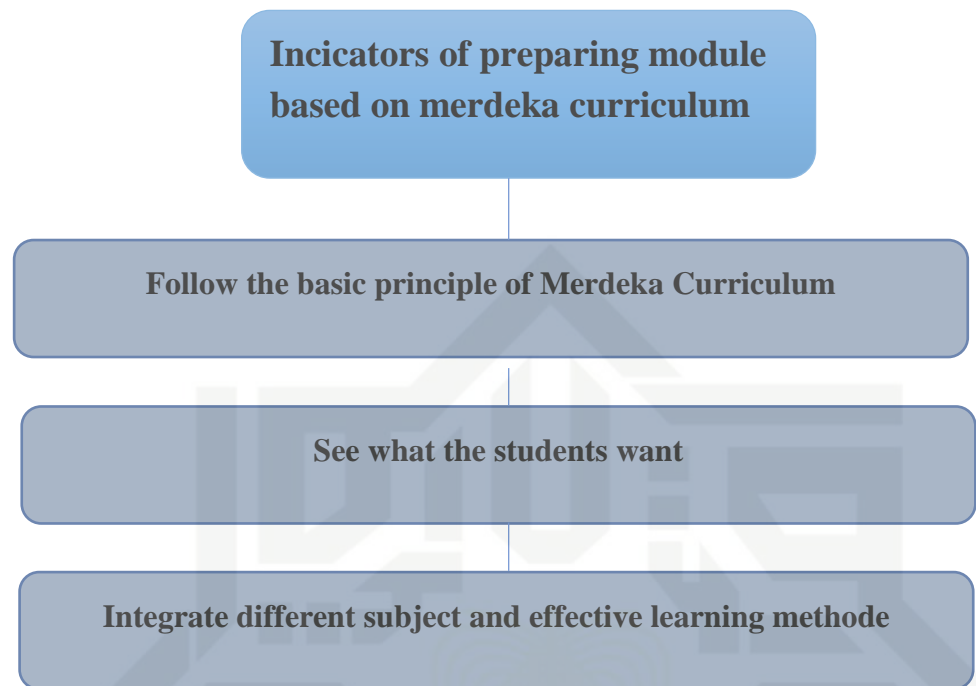 Incicators of preparing module
based on merdeka curriculum
Follow the basic principle of Merdeka Curriculum
See what the students want
Integrate different subject and effective learning methode